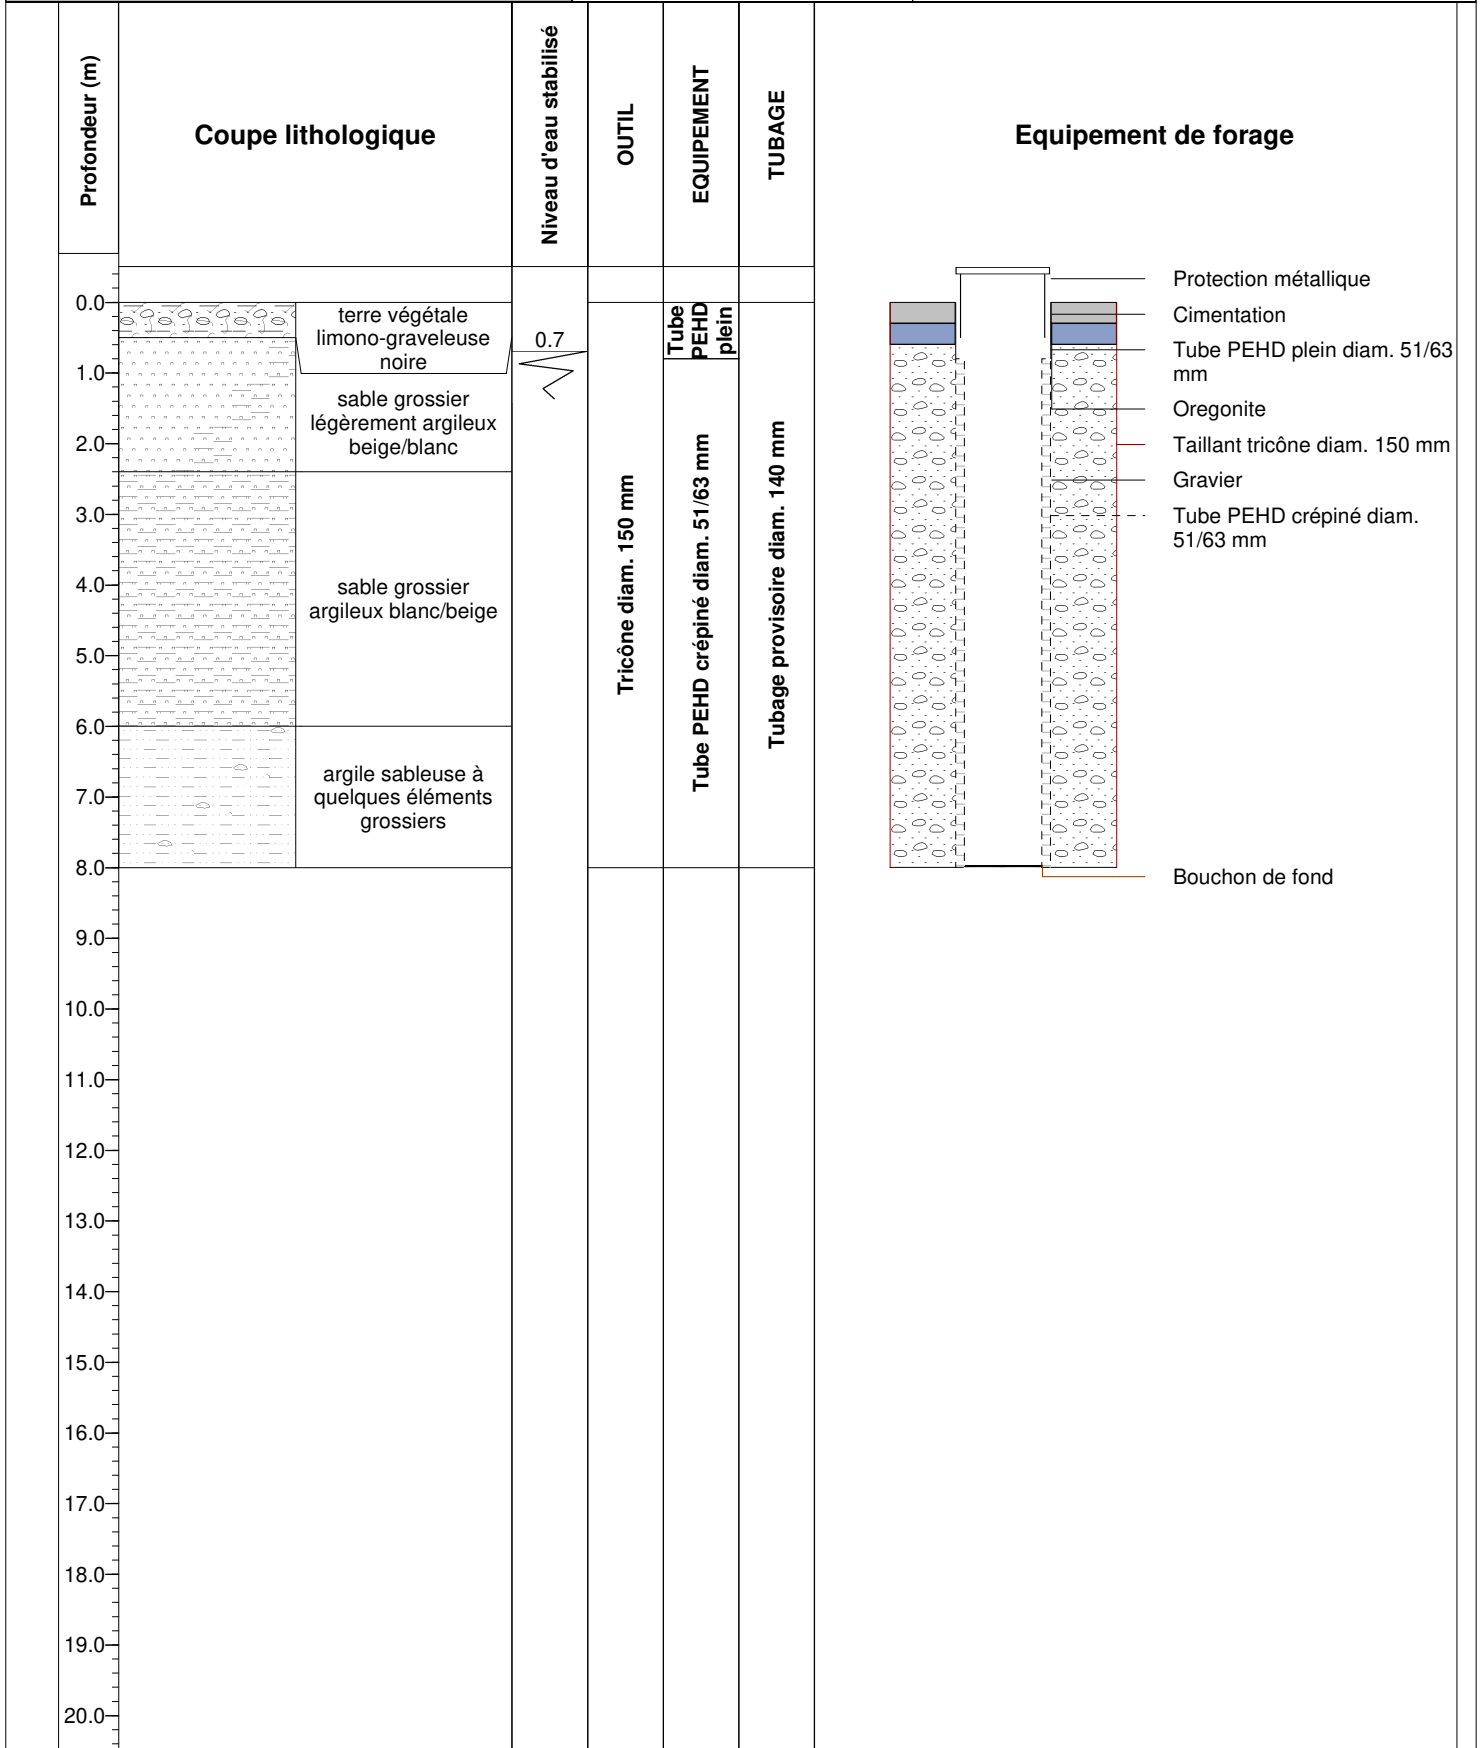 Profondeur (m)
Coupe lithologique
Niveau d'eau stabilisé
OUTIL
EQUIPEMENT
TUBAGE
Equipement de forage
0.0
1.0
2.0
3.0
4.0
5.0
6.0
7.0
8.0
9.0
10.0
11.0
12.0
13.0
14.0
15.0
16.0
17.0
18.0
19.0
20.0
terre végétale
limono-graveleuse
noire
sable grossier
légèrement argileux
beige/blanc
sable grossier
argileux blanc/beige
argile sableuse à
quelques éléments
grossiers
0.7
Tricône diam. 150 mm
Tube
PEHD
plein
Tube PEHD crépiné diam. 51/63 mm
Tubage provisoire diam. 140 mm
Protection métallique
Cimentation
Tube PEHD plein diam. 51/63
mm
Oregonite
Taillant tricône diam. 150 mm
Gravier
Tube PEHD crépiné diam.
51/63 mm
Bouchon de fond